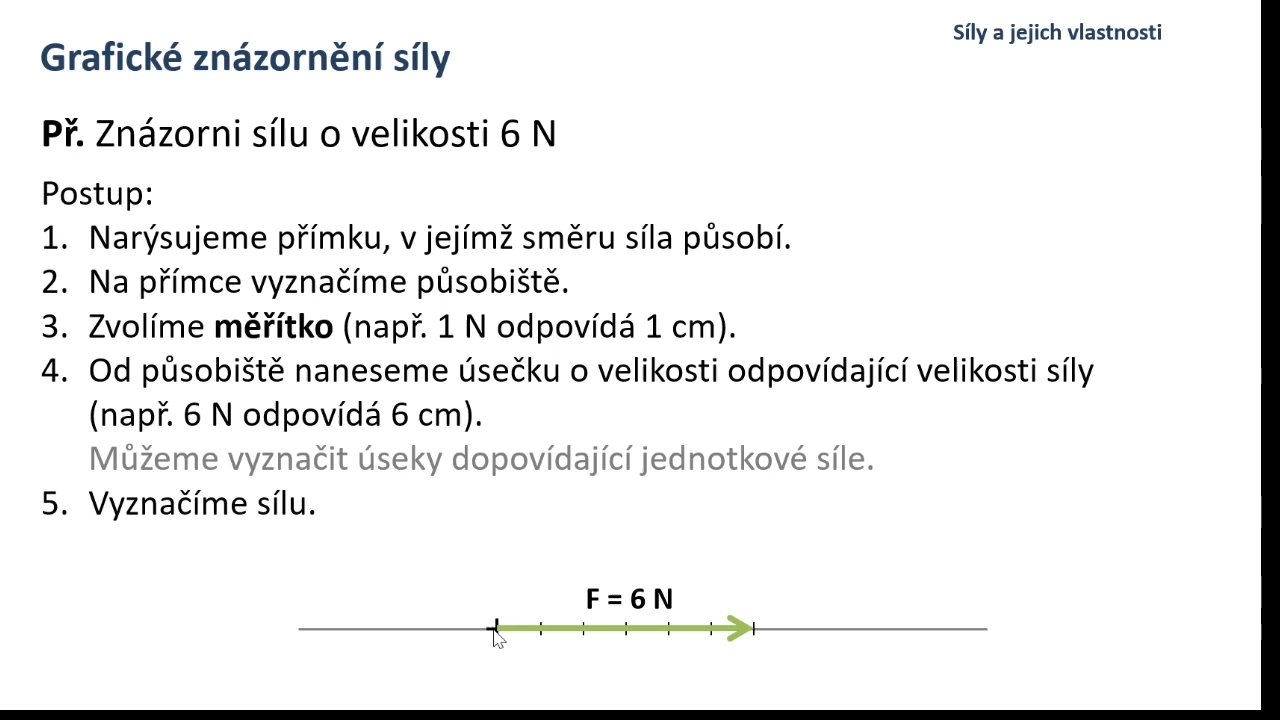 Síly a jejich vlastnosti
Grafické znázornění síly
Př. Znázorni sílu o velikosti 6 N
Postup:
1. Narýsujeme přímku, v jejímž směru síla působí.
2. Na přímce vyznačíme působiště.
3. Zvolíme měřítko (např. 1 N odpovídá 1 cm).
4. Od působiště naneseme úsečku o velikosti odpovídající velikosti síly
(např. 6 N odpovídá 6 cm).
Můžeme vyznačit úseky dopovídající jednotkové síle.
5. Vyznačíme sílu.
F = 6 N